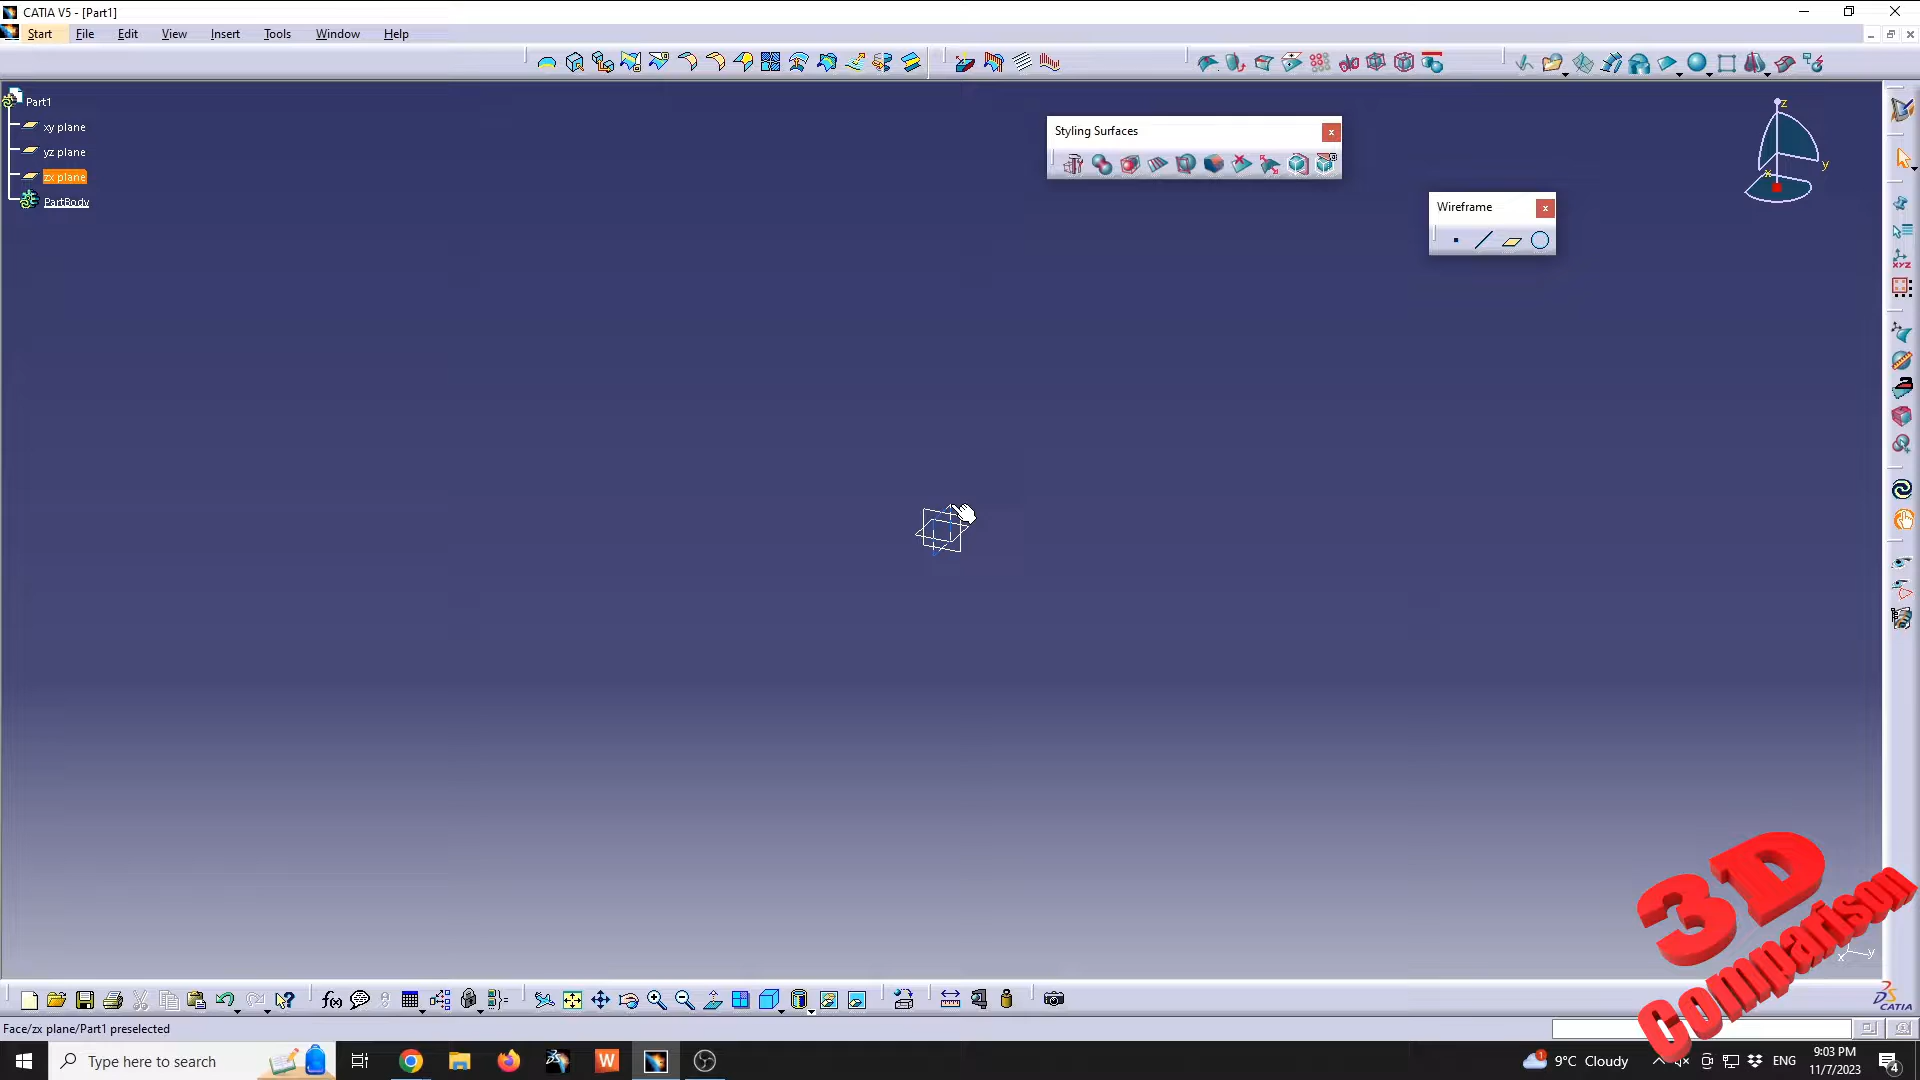 CATIA V5 - [Part1]
Start File Edit View Insert Tools Window Help
Part1
xy plane
yz plane
zx plane
PartBody
Styling Surfaces
Wireframe
z
y
x
3D
Comparison
x y
CATIA
Face/zx plane/Part1 preselected
Type here to search
9°C Cloudy
ENG
9:03 PM
11/7/2023
4